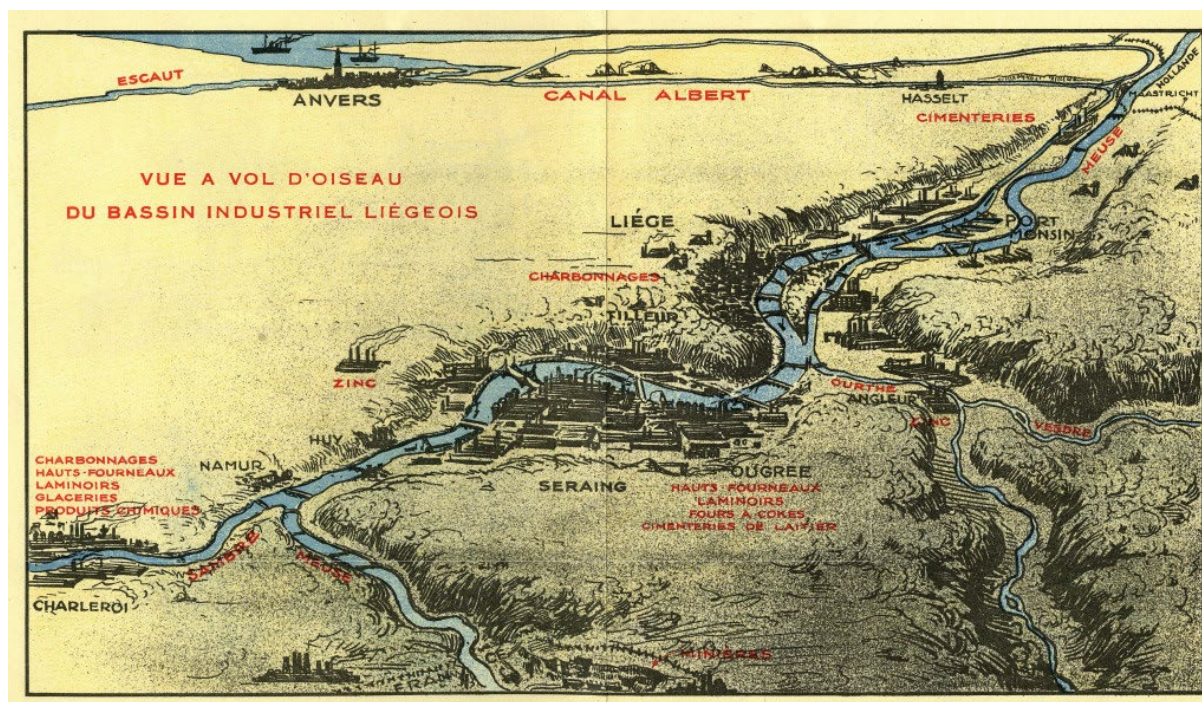 ESCAUT
ANVERS
CANAL ALBERT
HASSELT
HOLLANDE
MAASTRICHT
CIMENTERIES
MEUSE
VUE A VOL D'OISEAU
DU BASSIN INDUSTRIEL LIÉGEOIS
LIÉGE
PORT
MONSIN
CHARBONNAGES
TILLEUR
ZINC
OURTHE
ANGLEUR
ZINC
VESDRE
HUY
NAMUR
CHARBONNAGES
HAUTS-FOURNEAUX
LAMINOIRS
GLACERIES
PRODUITS CHIMIQUES
SERAING
OUGREE
HAUTS FOURNEAUX
LAMINOIRS
FOURS A COKES
CIMENTERIES DE LAITIER
SAMBRE
MEUSE
CHARLEROI
MINIÈRES